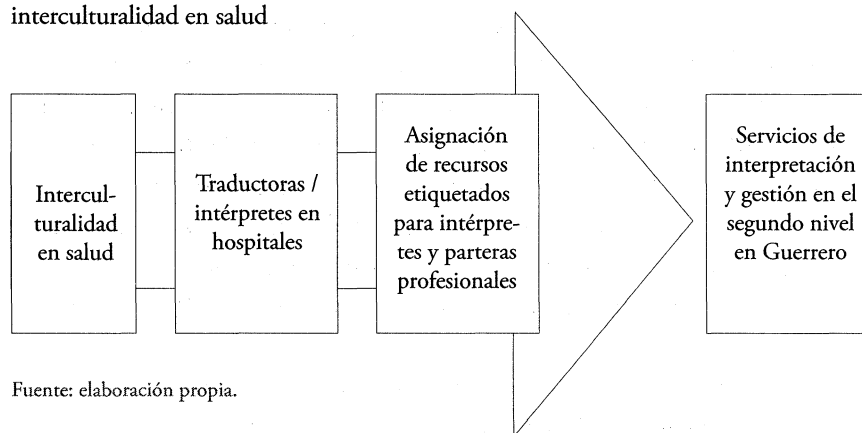 interculturalidad en salud
Intercul-
turalidad
en salud
Traductoras /
intérpretes en
hospitales
Asignación
de recursos
etiquetados
para intérpre-
tes y parteras
profesionales
Servicios de
interpretación
y gestión en el
segundo nivel
en Guerrero
Fuente: elaboración propia.